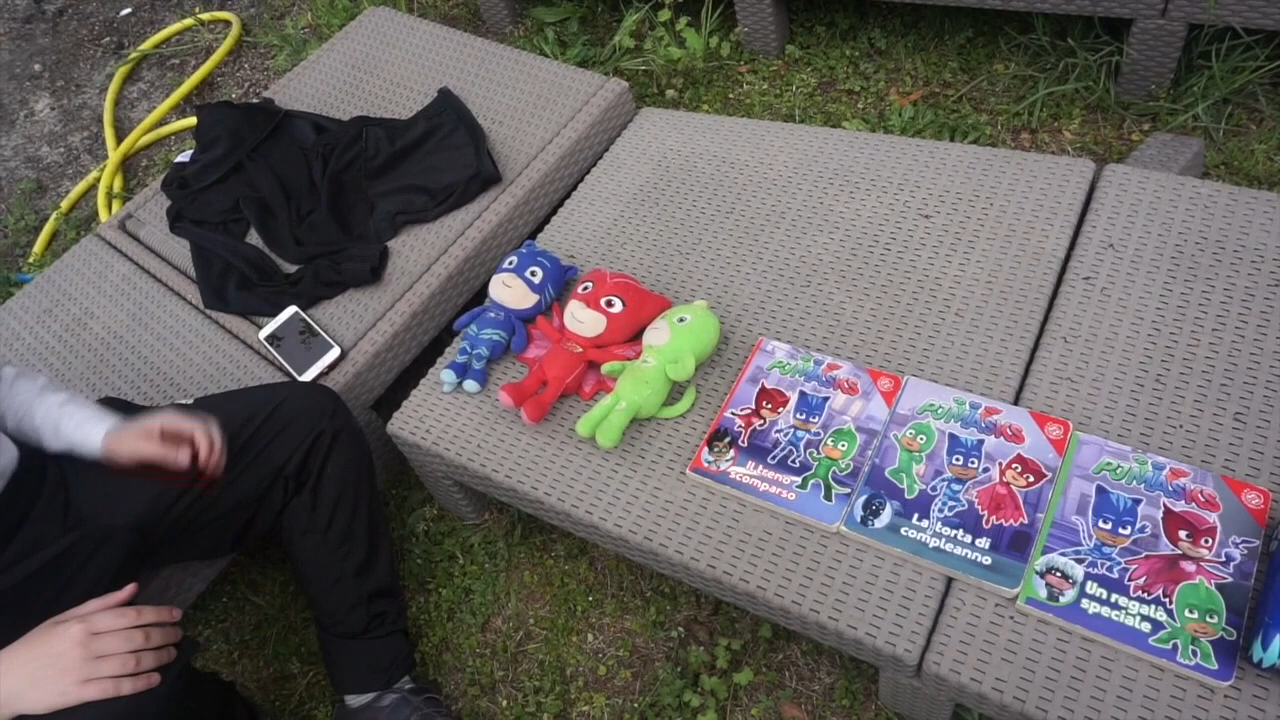 PJMASKS
Il treno
scomparso
PJMASKS
La torta di
compleanno
PJMASKS
Un regalo
speciale